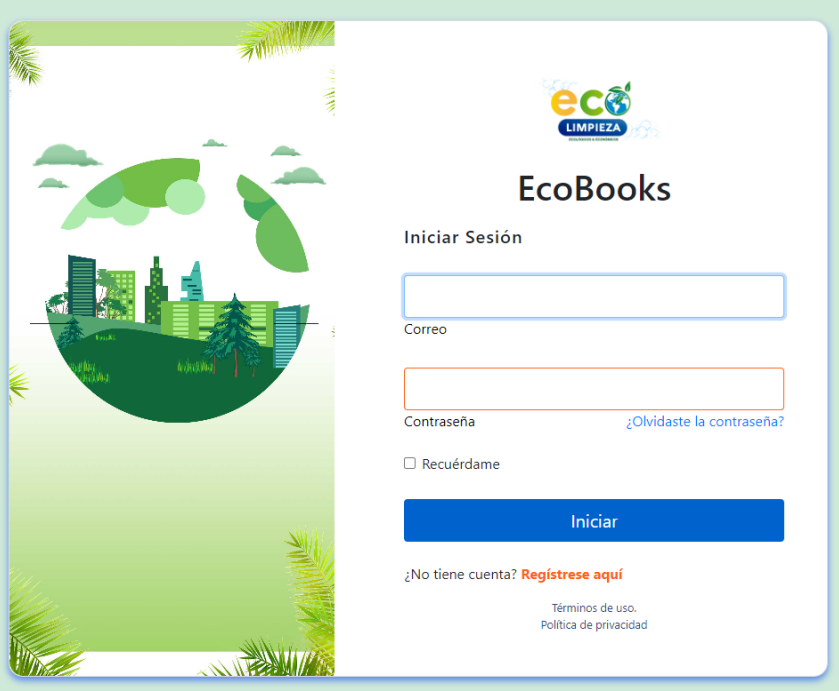 eco
LIMPIEZA
EcoBooks
Iniciar Sesión
Correo
Contraseña
¿Olvidaste la contraseña?
Recuérdame
Iniciar
¿No tiene cuenta? Regístrese aquí
Términos de uso.
Política de privacidad